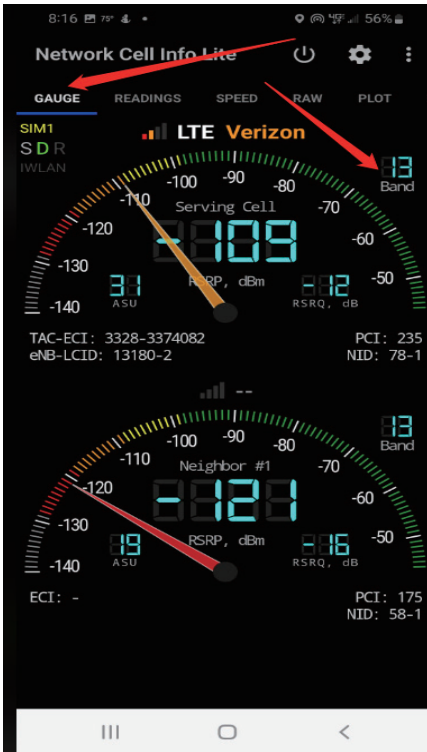 8:16 75° 56%
Network Cell Info Lite
GAUGE READINGS SPEED RAW PLOT
SIM1 LTE Verizon
S D R
IWLAN
13
Band
-140 -130 -120 -110 -100 -90 -80 -70 -60 -50
Serving Cell
-109
RSRP, dBm
31
ASU
-12
RSRQ, dB
TAC-ECI: 3328-3374082 PCI: 235
eNB-LCID: 13180-2 NID: 78-1
--
13
Band
-140 -130 -120 -110 -100 -90 -80 -70 -60 -50
Neighbor #1
-121
RSRP, dBm
19
ASU
-16
RSRQ, dB
ECI: - PCI: 175
NID: 58-1